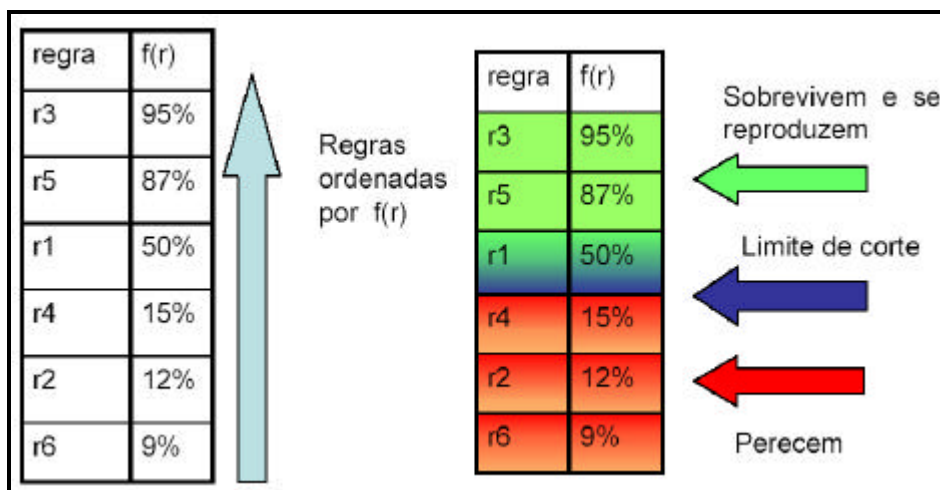 regra f(r)
r3 95%
r5 87%
r1 50%
r4 15%
r2 12%
r6 9%
Regras
ordenadas
por f(r)
regra f(r)
r3 95%
r5 87%
r1 50%
r4 15%
r2 12%
r6 9%
Sobrevivem e se
reproduzem
Limite de corte
Perecem